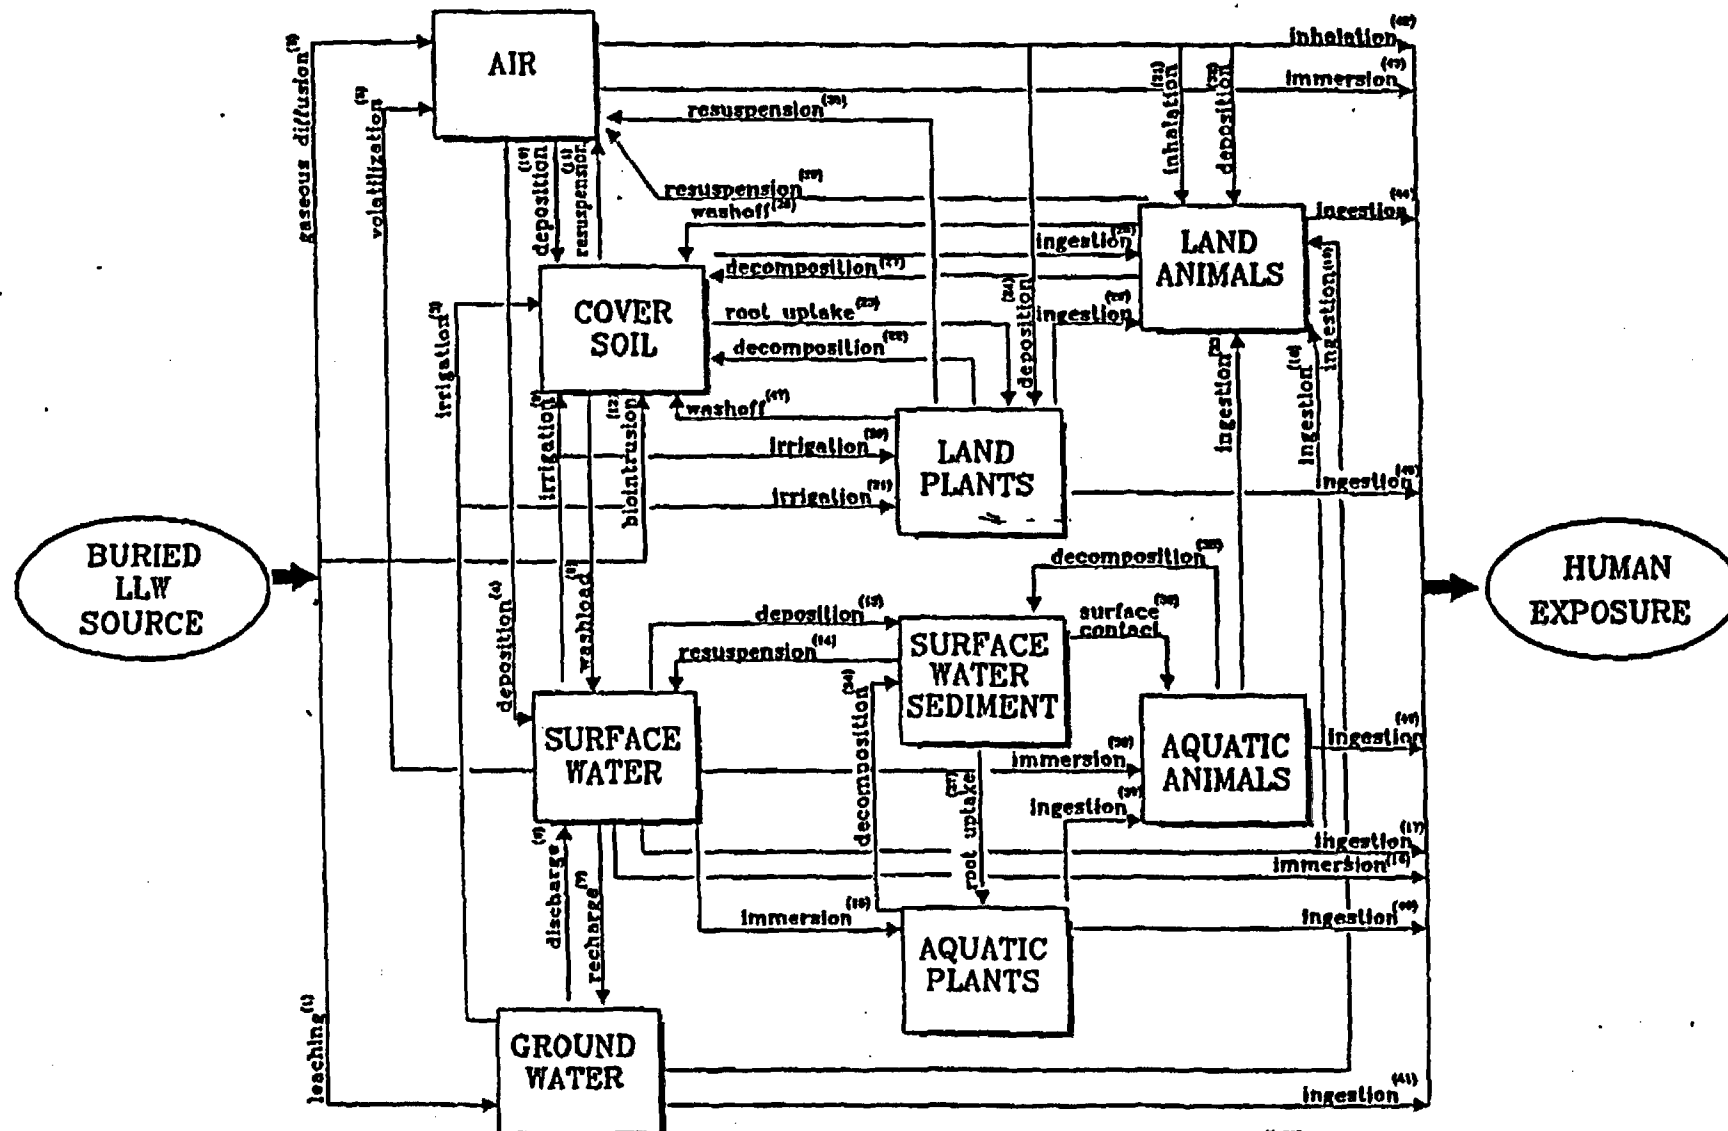 AIR
inhalation
immersion
gaseous diffusion
volatilization
resuspension
inhalation
deposition
deposition
resuspension
resuspension
washoff
ingestion
LAND
ANIMALS
ingestion
decomposition
ingestion
COVER
SOIL
root uptake
deposition
ingestion
irrigation
decomposition
ingestion
ingestion
washoff
irrigation
biointrusion
irrigation
LAND
PLANTS
irrigation
ingestion
BURIED
LLW
SOURCE
HUMAN
EXPOSURE
decomposition
deposition
washload
deposition
surface
contact
resuspension
SURFACE
WATER
SEDIMENT
decomposition
SURFACE
WATER
immersion
AQUATIC
ANIMALS
ingestion
root uptake
ingestion
ingestion
immersion
discharge
recharge
immersion
ingestion
AQUATIC
PLANTS
leaching(1)
GROUND
WATER
ingestion(41)